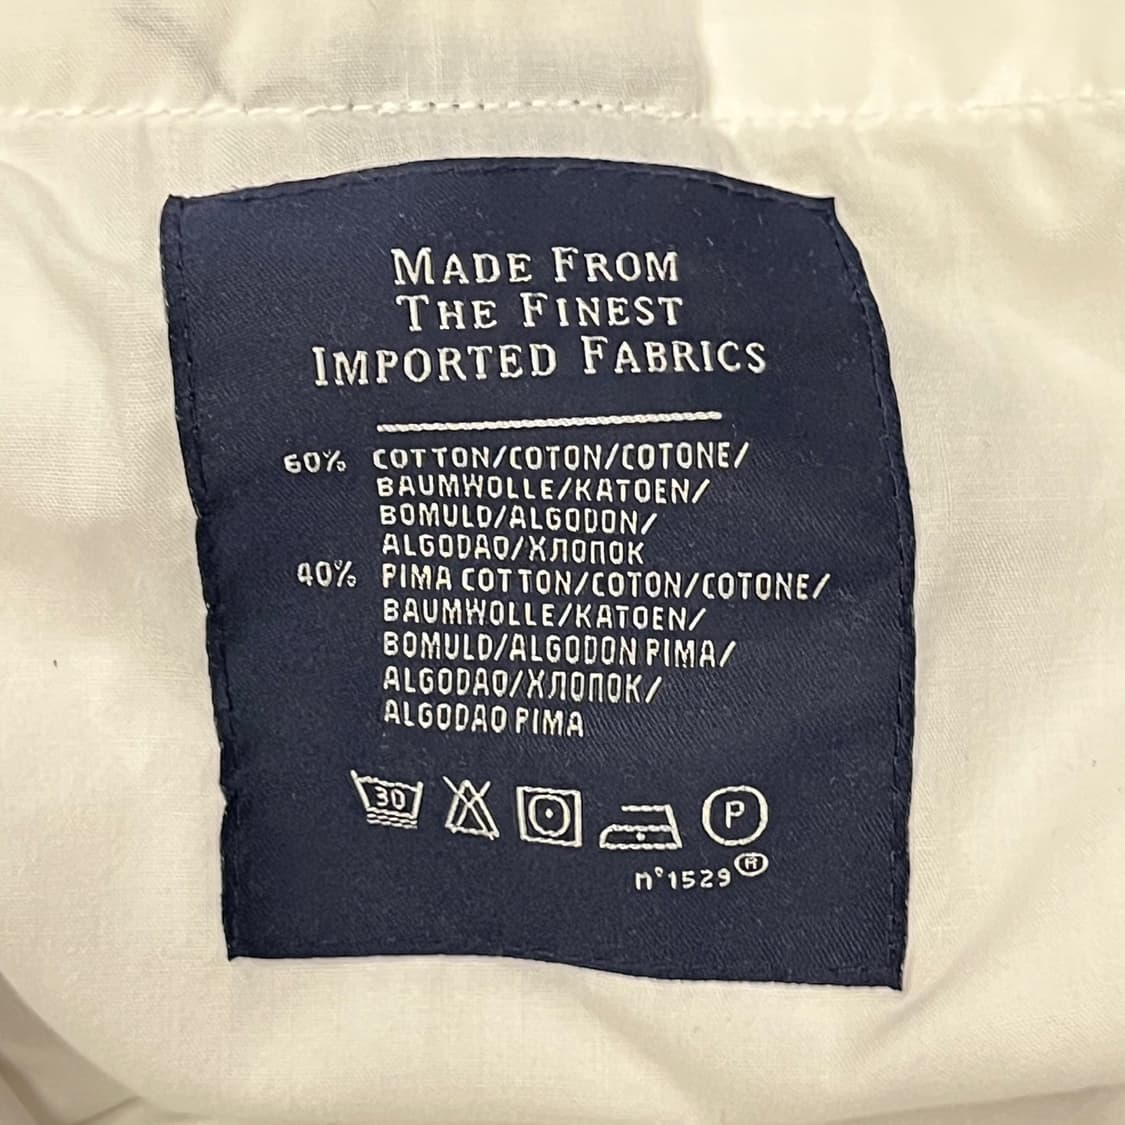 MADE FROM
THE FINEST
IMPORTED FABRICS
60% COTTON/COTON/COTONE/
BAUMWOLLE/KATOEN/
BOMULD/ALGODON/
ALGODAO/ХЛОПОК
40% PIMA COTTON/COTON/COTONE/
BAUMWOLLE/KATOEN/
BOMULD/ALGODON PIMA/
ALGODAO/ХЛОПОК/
ALGODAO PIMA
30 P
n°1529 ®